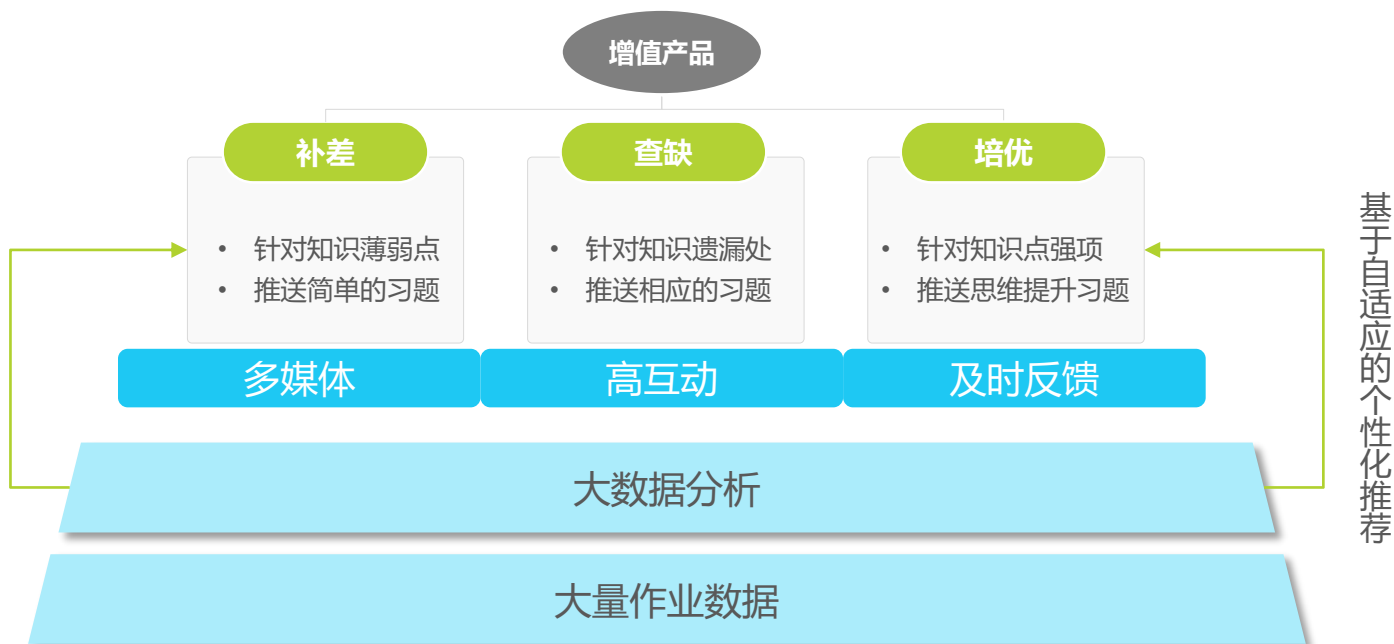 增值产品
补差
查缺
培优
• 针对知识薄弱点
• 推送简单的习题
• 针对知识遗漏处
• 推送相应的习题
• 针对知识点强项
• 推送思维提升习题
多媒体
高互动
及时反馈
大数据分析
大量作业数据
基于自适应的个性化推荐